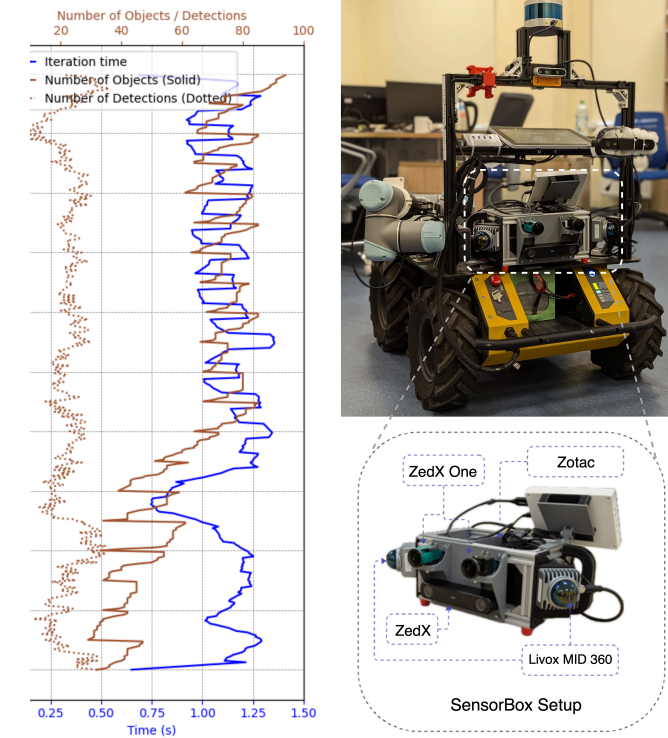 Number of Objects / Detections
20 40 60 80 100
Iteration time
Number of Objects (Solid)
Number of Detections (Dotted)
0.25 0.50 0.75 1.00 1.25 1.50
Time (s)
ZedX One
Zotac
ZedX
Livox MID 360
SensorBox Setup